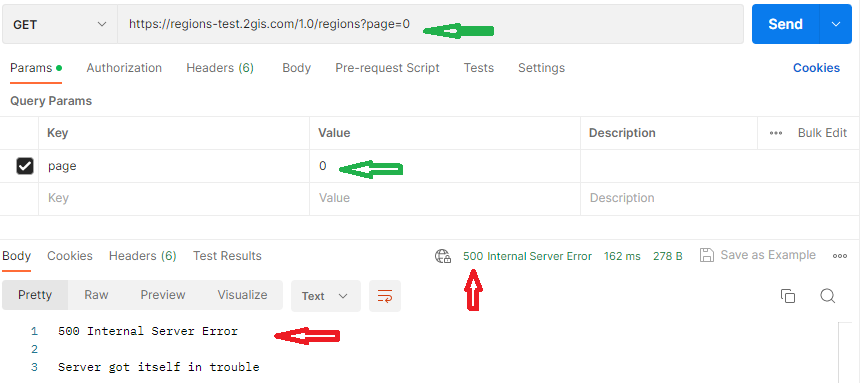 GET https://regions-test.2gis.com/1.0/regions?page=0 Send
Params Authorization Headers (6) Body Pre-request Script Tests Settings Cookies
Query Params
Key Value Description ••• Bulk Edit
page 0
Key Value Description
Body Cookies Headers (6) Test Results 500 Internal Server Error 162 ms 278 B Save as Example
Pretty Raw Preview Visualize Text
1 500 Internal Server Error
2
3 Server got itself in trouble